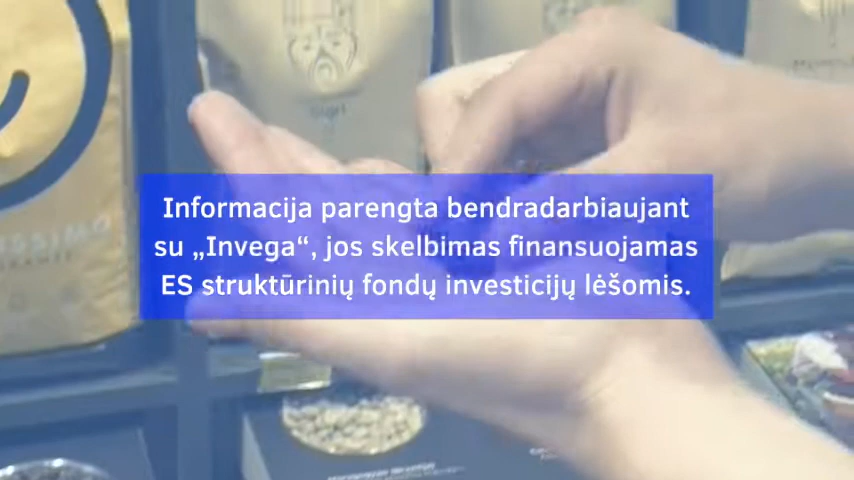 Informacija parengta bendradarbiaujant
su „Invega“, jos skelbimas finansuojamas
ES struktūrinių fondų investicijų lėšomis.